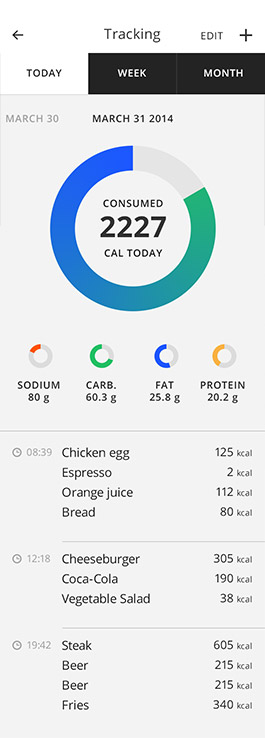 Tracking EDIT
TODAY WEEK MONTH
MARCH 30 MARCH 31 2014
CONSUMED
2227
CAL TODAY
SODIUM CARB. FAT PROTEIN
80 g 60.3 g 25.8 g 20.2 g
08:39 Chicken egg 125 kcal
Espresso 2 kcal
Orange juice 112 kcal
Bread 80 kcal
12:18 Cheeseburger 305 kcal
Coca-Cola 190 kcal
Vegetable Salad 38 kcal
19:42 Steak 605 kcal
Beer 215 kcal
Beer 215 kcal
Fries 340 kcal